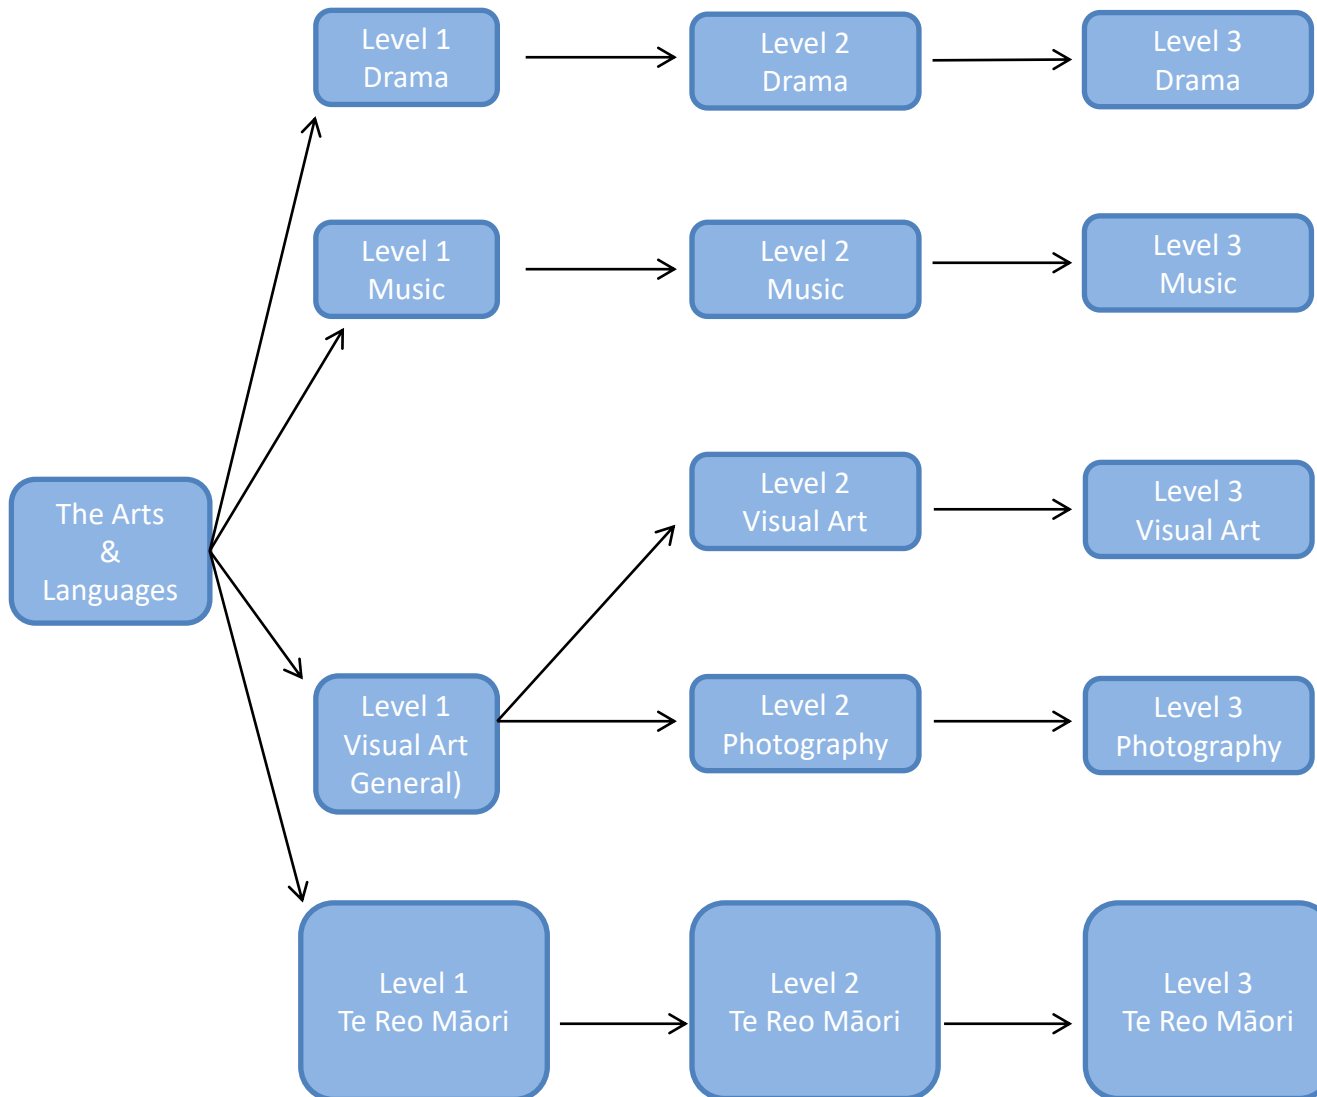 Level 1
Drama
Level 2
Drama
Level 3
Drama
Level 1
Music
Level 2
Music
Level 3
Music
The Arts
&
Languages
Level 2
Visual Art
Level 3
Visual Art
Level 1
Visual Art
General)
Level 2
Photography
Level 3
Photography
Level 1
Te Reo Māori
Level 2
Te Reo Māori
Level 3
Te Reo Māori